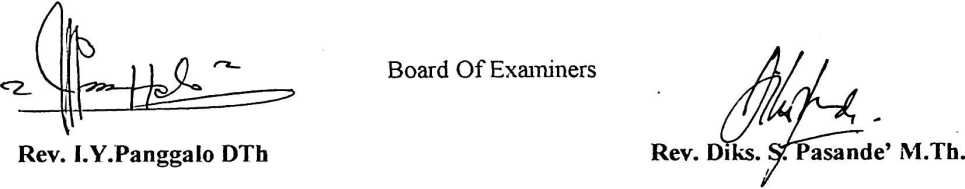 Board Of Examiners
Rev. I.Y.Panggalo DTh
Rev. Diks. S. Pasande' M.Th.